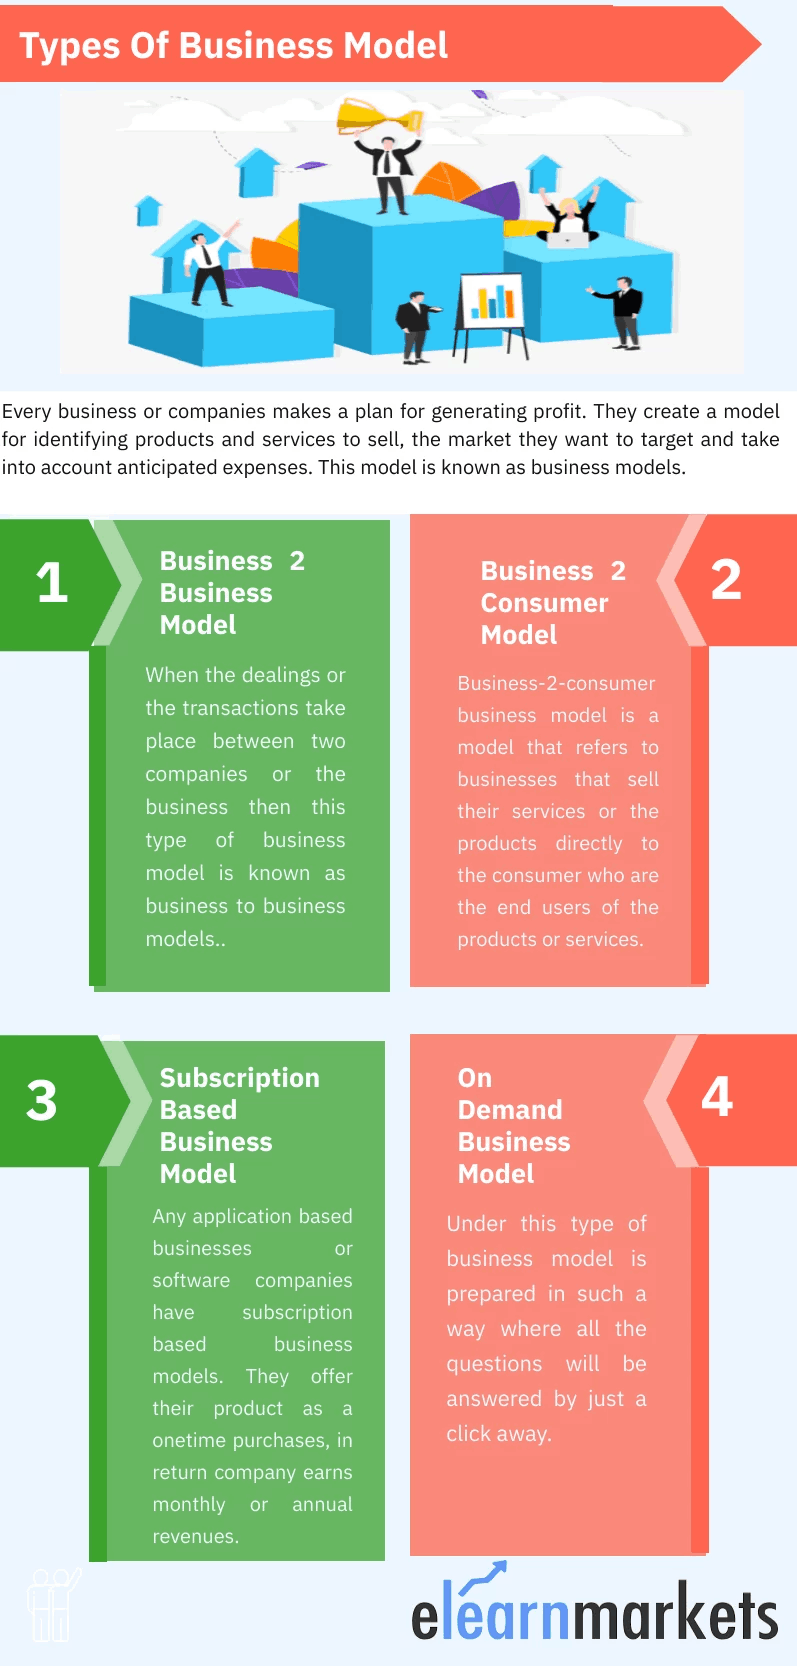 Types Of Business Model
Every business or companies makes a plan for generating profit. They create a model
for identifying products and services to sell, the market they want to target and take
into account anticipated expenses. This model is known as business models.
1
Business 2
Business
Model
When the dealings or
the transactions take
place between two
companies or the
business then this
type of business
model is known as
business to business
models..
2
Business 2
Consumer
Model
Business-2-consumer
business model is a
model that refers to
businesses that sell
their services or the
products directly to
the consumer who are
the end users of the
products or services.
3
Subscription
Based
Business
Model
Any application based
businesses or
software companies
have subscription
based business
models. They offer
their product as a
onetime purchases, in
return company earns
monthly or annual
revenues.
4
On
Demand
Business
Model
Under this type of
business model is
prepared in such a
way where all the
questions will be
answered by just a
click away.
elearnmarkets